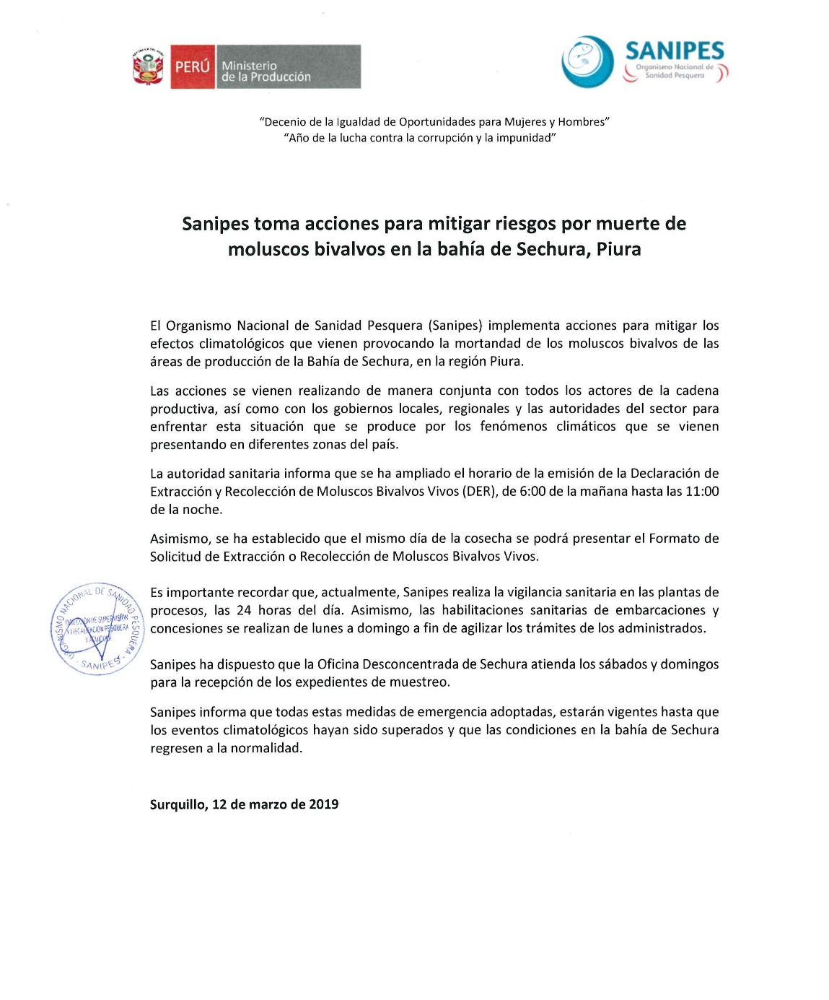 PERÚ
Ministerio
de la Producción
SANIPES
Organismo Nacional de
Sanidad Pesquera
“Decenio de la Igualdad de Oportunidades para Mujeres y Hombres”
“Año de la lucha contra la corrupción y la impunidad”
Sanipes toma acciones para mitigar riesgos por muerte de
moluscos bivalvos en la bahía de Sechura, Piura
El Organismo Nacional de Sanidad Pesquera (Sanipes) implementa acciones para mitigar los
efectos climatológicos que vienen provocando la mortandad de los moluscos bivalvos de las
áreas de producción de la Bahía de Sechura, en la región Piura.
Las acciones se vienen realizando de manera conjunta con todos los actores de la cadena
productiva, así como con los gobiernos locales, regionales y las autoridades del sector para
enfrentar esta situación que se produce por los fenómenos climáticos que se vienen
presentando en diferentes zonas del país.
La autoridad sanitaria informa que se ha ampliado el horario de la emisión de la Declaración de
Extracción y Recolección de Moluscos Bivalvos Vivos (DER), de 6:00 de la mañana hasta las 11:00
de la noche.
Asimismo, se ha establecido que el mismo día de la cosecha se podrá presentar el Formato de
Solicitud de Extracción o Recolección de Moluscos Bivalvos Vivos.
Es importante recordar que, actualmente, Sanipes realiza la vigilancia sanitaria en las plantas de
procesos, las 24 horas del día. Asimismo, las habilitaciones sanitarias de embarcaciones y
concesiones se realizan de lunes a domingo a fin de agilizar los trámites de los administrados.
ORGANISMO NACIONAL DE SANIDAD PESQUERA
DIRECCIÓN DE SUPERVISIÓN
Y FISCALIZACIÓN PESQUERA
Y ACUÍCOLA
- SANIPES -
Sanipes ha dispuesto que la Oficina Desconcentrada de Sechura atienda los sábados y domingos
para la recepción de los expedientes de muestreo.
Sanipes informa que todas estas medidas de emergencia adoptadas, estarán vigentes hasta que
los eventos climatológicos hayan sido superados y que las condiciones en la bahía de Sechura
regresen a la normalidad.
Surquillo, 12 de marzo de 2019